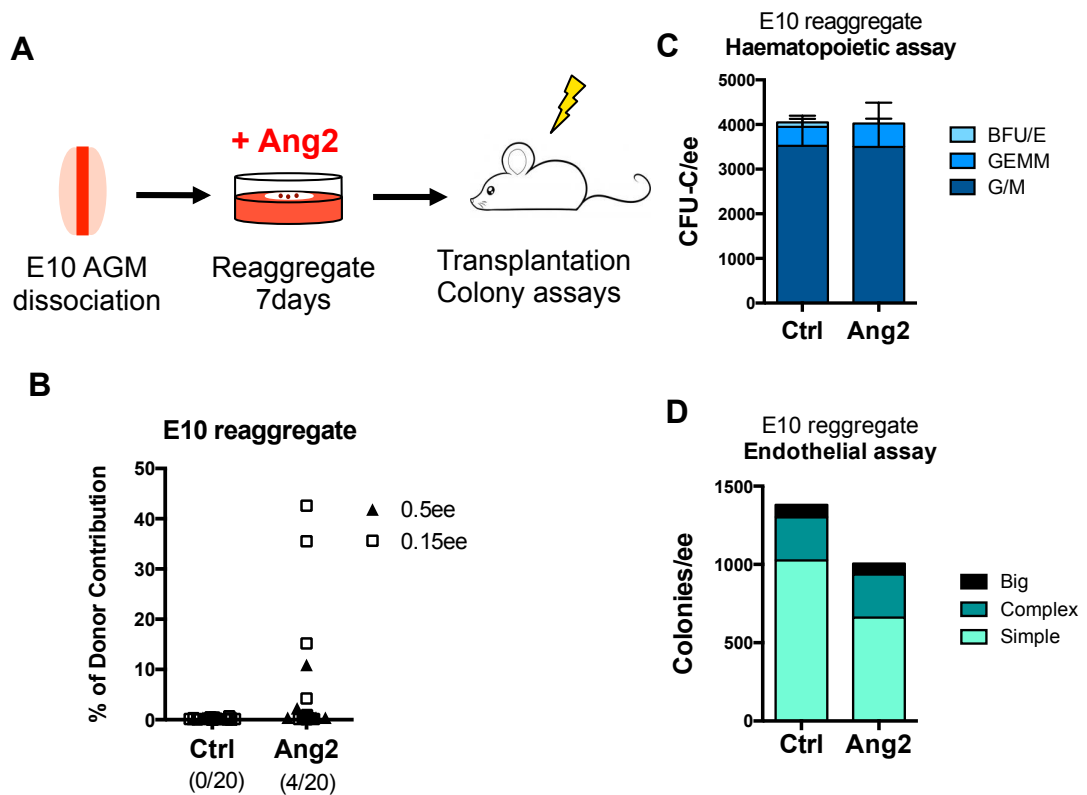 A
+ Ang2
E10 AGM
dissociation
Reaggregate
7days
Transplantation
Colony assays
C
E10 reaggregate
Haematopoietic assay
CFU-C/ee
5000
4000
3000
2000
1000
0
Ctrl
Ang2
BFU/E
GEMM
G/M
B
E10 reaggregate
% of Donor Contribution
50
40
30
20
10
0
Ctrl
Ang2
(0/20)
(4/20)
0.5ee
0.15ee
D
E10 reggregate
Endothelial assay
Colonies/ee
1500
1000
500
0
Ctrl
Ang2
Big
Complex
Simple